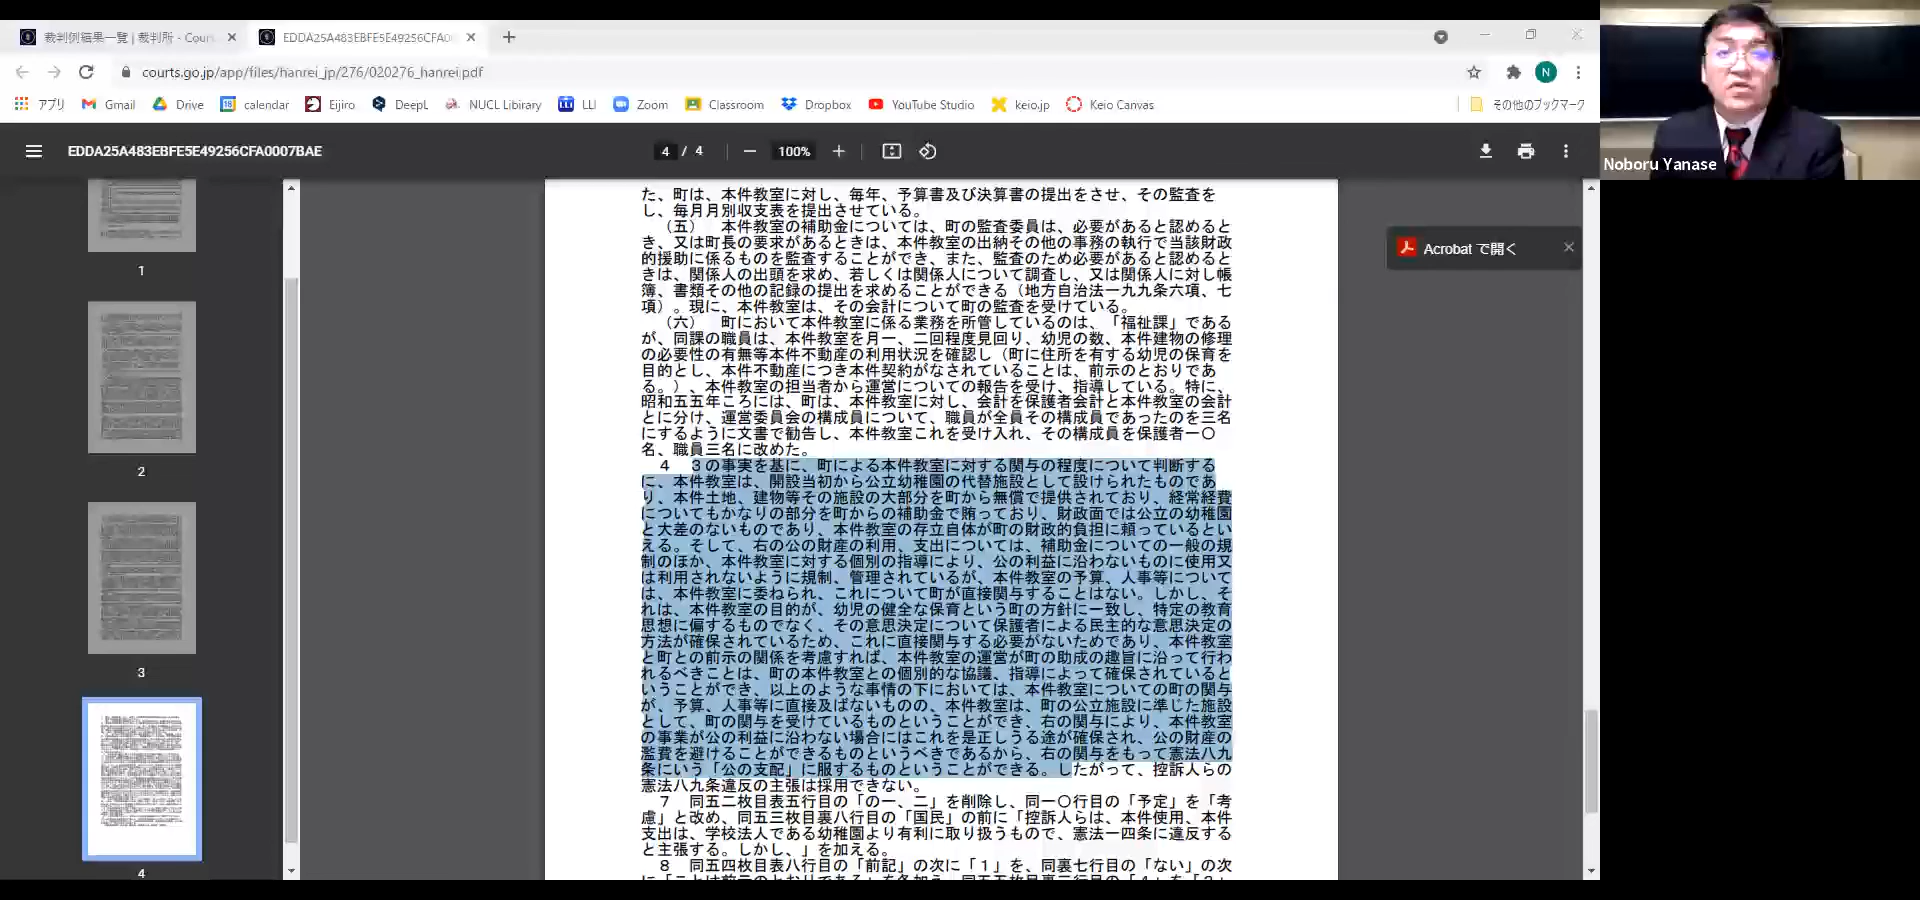 裁判例結果一覧 | 裁判所 - Cour
EDDA25A483EBFE5E49256CFA0
courts.go.jp/app/files/hanrei_jp/276/020276_hanrei.pdf
N
アプリ Gmail Drive calendar Eijiro DeepL NUCL Library LLI Zoom Classroom Dropbox YouTube Studio keio.jp Keio Canvas その他のブックマーク
EDDA25A483EBFE5E49256CFA0007BAE
4 / 4 100%
Noboru Yanase
Acrobat で開く
1
2
3
4
た、町は、本件教室に対し、毎年、予算書及び決算書の提出をさせ、その監査を
し、毎月月別収支表を提出させている。
（五） 本件教室の補助金については、町の監査委員は、必要があると認めると
き、又は町長の要求があるときは、本件教室の出納その他の事務の執行で当該財政
的援助に係るものを監査することができ、また、監査のため必要があると認めると
きは、関係人の出頭を求め、若しくは関係人について調査し、又は関係人に対し帳
簿、書類その他の記録の提出を求めることができる（地方自治法一九九条六項、七
項）。現に、本件教室は、その会計について町の監査を受けている。
（六） 町において本件教室に係る業務を所管しているのは、「福祉課」である
が、同課の職員は、本件教室を月一、二回程度見回り、幼児の数、本件建物の修理
の必要性の有無等本件不動産の利用状況を確認し（町に住所を有する幼児の保育を
目的とし、本件不動産につき本件契約がなされていることは、前示のとおりであ
る。）、本件教室の担当者から運営についての報告を受け、指導している。特に、
昭和五五年ころには、町は、本件教室に対し、会計を保護者会計と本件教室の会計
とに分け、運営委員会の構成員について、職員が全員その構成員であったのを三名
にするように文書で勧告し、本件教室これを受け入れ、その構成員を保護者一〇
名、職員三名に改めた。
４ ３の事実を基に、町による本件教室に対する関与の程度について判断する
に、本件教室は、開設当初から公立幼稚園の代替施設として設けられたものであ
り、本件土地、建物等その施設の大部分を町から無償で提供されており、経常経費
についてもかなりの部分を町からの補助金で賄っており、財政面では公立の幼稚園
と大差のないものであり、本件教室の存立自体が町の財政的負担に頼っているとい
える。そして、右の公の財産の利用、支出については、補助金についての一般の規
制のほか、本件教室に対する個別の指導により、公の利益に沿わないものに使用又
は利用されないように規制、管理されているが、本件教室の予算、人事等について
は、本件教室に委ねられ、これについて町が直接関与することはない。しかし、そ
れは、本件教室の目的が、幼児の健全な保育という町の方針に一致し、特定の教育
思想に偏するものでなく、その意思決定について保護者による民主的な意思決定の
方法が確保されているため、これに直接関与する必要がないためであり、本件教室
と町との前示の関係を考慮すれば、本件教室の運営が町の助成の趣旨に沿って行わ
れるべきことは、町の本件教室との個別的な協議、指導によって確保されていると
いうことができ、以上のような事情の下においては、本件教室についての町の関与
が、予算、人事等に直接及ばないものの、本件教室は、町の公立施設に準じた施設
として、町の関与を受けているものということができ、右の関与により、本件教室
の事業が公の利益に沿わない場合にはこれを是正しうる途が確保され、公の財産の
濫費を避けることができるものというべきであるから、右の関与をもって憲法八九
条にいう「公の支配」に服するものということができる。したがって、控訴人らの
憲法八九条違反の主張は採用できない。
７ 同五二枚目表五行目の「の一、二」を削除し、同一〇行目の「予定」を「考
慮」と改め、同五三枚目裏八行目の「国民」の前に「控訴人らは、本件使用、本件
支出は、学校法人である幼稚園より有利に取り扱うもので、憲法一四条に違反する
と主張する。しかし、」を加える。
８ 同五四枚目表八行目の「前記」の次に「１」を、同裏七行目の「ない」の次